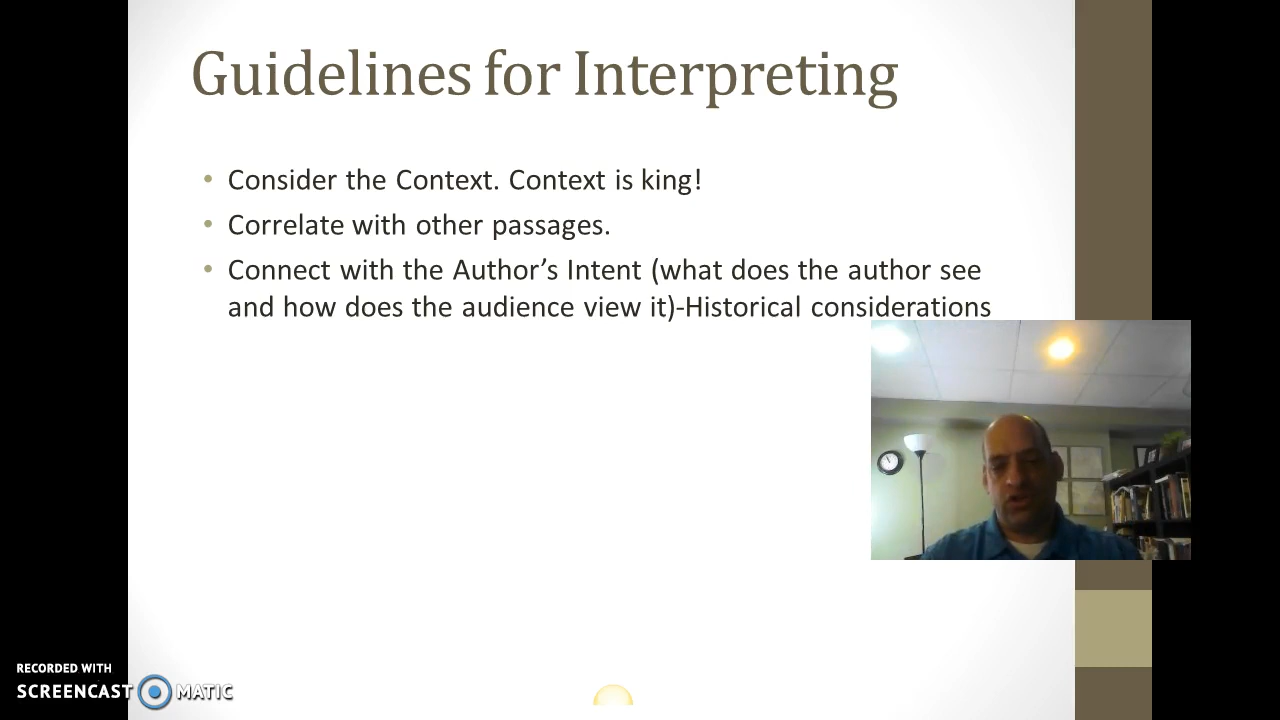 Guidelines for Interpreting
• Consider the Context. Context is king!
• Correlate with other passages.
• Connect with the Author’s Intent (what does the author see
and how does the audience view it)-Historical considerations
RECORDED WITH
SCREENCAST MATIC